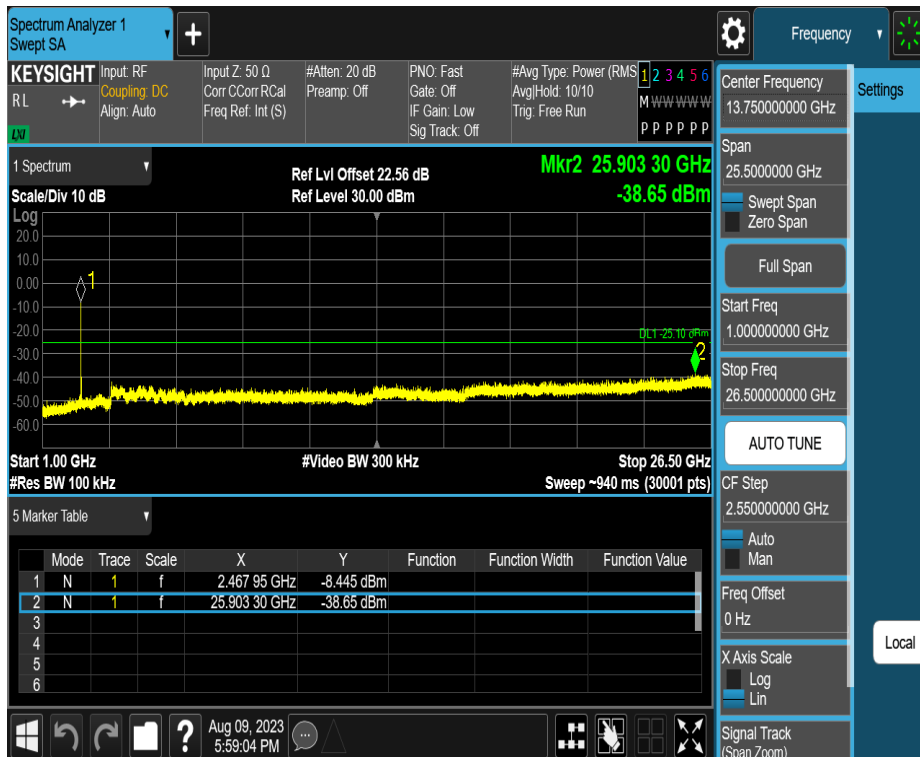 Spectrum Analyzer 1
Swept SA
+
Frequency
KEYSIGHT
RL
LXI
Input: RF
Coupling: DC
Align: Auto
Input Z: 50 Ω
Corr CCorr RCal
Freq Ref: Int (S)
#Atten: 20 dB
Preamp: Off
PNO: Fast
Gate: Off
IF Gain: Low
Sig Track: Off
#Avg Type: Power (RMS
Avg|Hold: 10/10
Trig: Free Run
1 2 3 4 5 6
M W W W W W
P P P P P P
1 Spectrum
Scale/Div 10 dB
Ref Lvl Offset 22.56 dB
Ref Level 30.00 dBm
Mkr2 25.903 30 GHz
-38.65 dBm
Log
20.0
10.0
0.00
-10.0
-20.0
-30.0
-40.0
-50.0
-60.0
1
DL1 -25.10 dBm
2
Start 1.00 GHz
#Video BW 300 kHz
Stop 26.50 GHz
#Res BW 100 kHz
Sweep ~940 ms (30001 pts)
5 Marker Table
Mode Trace Scale X Y Function Function Width Function Value
1 N 1 f 2.467 95 GHz -8.445 dBm
2 N 1 f 25.903 30 GHz -38.65 dBm
3
4
5
6
?
Aug 09, 2023
5:59:04 PM
Center Frequency
13.750000000 GHz
Span
25.5000000 GHz
Swept Span
Zero Span
Full Span
Start Freq
1.000000000 GHz
Stop Freq
26.500000000 GHz
AUTO TUNE
CF Step
2.550000000 GHz
Auto
Man
Freq Offset
0 Hz
X Axis Scale
Log
Lin
Signal Track
(Span Zoom)
Settings
Local